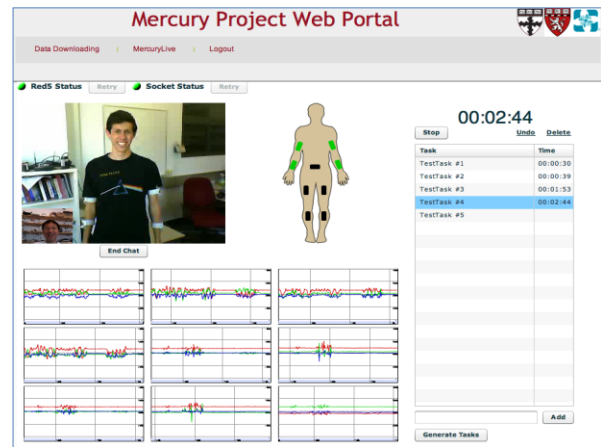 Mercury Project Web Portal
Data Downloading | MercuryLive | Logout
Red5 Status Retry Socket Status Retry
00:02:44
Stop Undo Delete
Task Time
TestTask #1 00:00:30
TestTask #2 00:00:39
TestTask #3 00:01:53
TestTask #4 00:02:44
TestTask #5
End Chat
Add
Generate Tasks